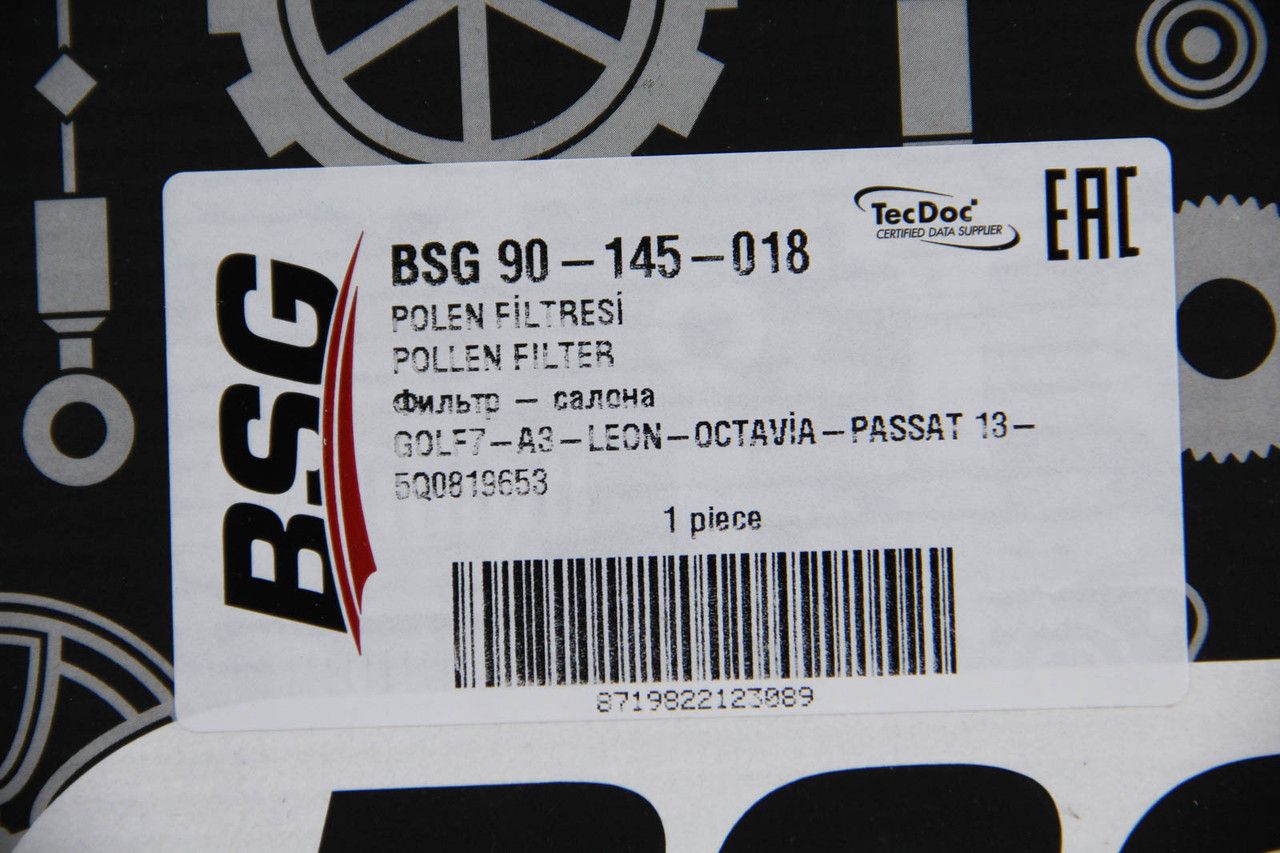 TecDoc
CERTIFIED DATA SUPPLIER
EAC
BSG
BSG 90-145-018
POLEN FİLTRESİ
POLLEN FILTER
Фильтр - салона
GOLF7-A3-LEON-OCTAVİA-PASSAT 13-
5Q0819653
1 piece
8719822123089